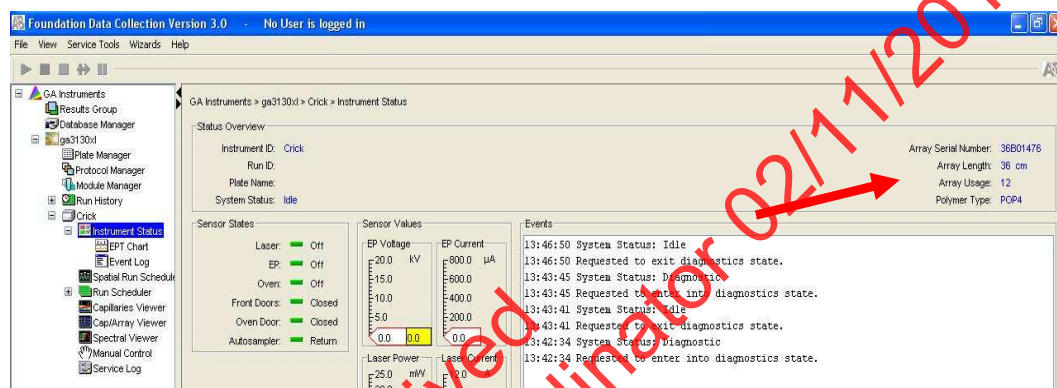 Foundation Data Collection Version 3.0 - No User is logged in
File View Service Tools Wizards Help
GA Instruments
Results Group
Database Manager
ga3130xl
Plate Manager
Protocol Manager
Module Manager
Run History
Crick
Instrument Status
EPT Chart
Event Log
Spatial Run Schedule
Run Scheduler
Capillaries Viewer
Cap/Array Viewer
Spectral Viewer
Manual Control
Service Log
GA Instruments > ga3130xl > Crick > Instrument Status
Status Overview
Instrument ID: Crick
Run ID:
Plate Name:
System Status: Idle
Array Serial Number: 36B01476
Array Length: 36 cm
Array Usage: 12
Polymer Type: POP4
Sensor States
Laser: Off
EP: Off
Oven: Off
Front Doors: Closed
Oven Door: Closed
Autosampler: Return
Sensor Values
EP Voltage
20.0 kV
15.0
10.0
5.0
0.0 0.0
EP Current
800.0 µA
600.0
400.0
200.0
0.0
Laser Power
25.0 mW
Laser Current
12.0 A
Events
13:46:50 System Status: Idle
13:46:50 Requested to exit diagnostics state.
13:43:45 System Status: Diagnostic
13:43:45 Requested to enter into diagnostics state.
13:43:41 System Status: Idle
13:43:41 Requested to exit diagnostics state.
13:42:34 System Status: Diagnostic
13:42:34 Requested to enter into diagnostics state.